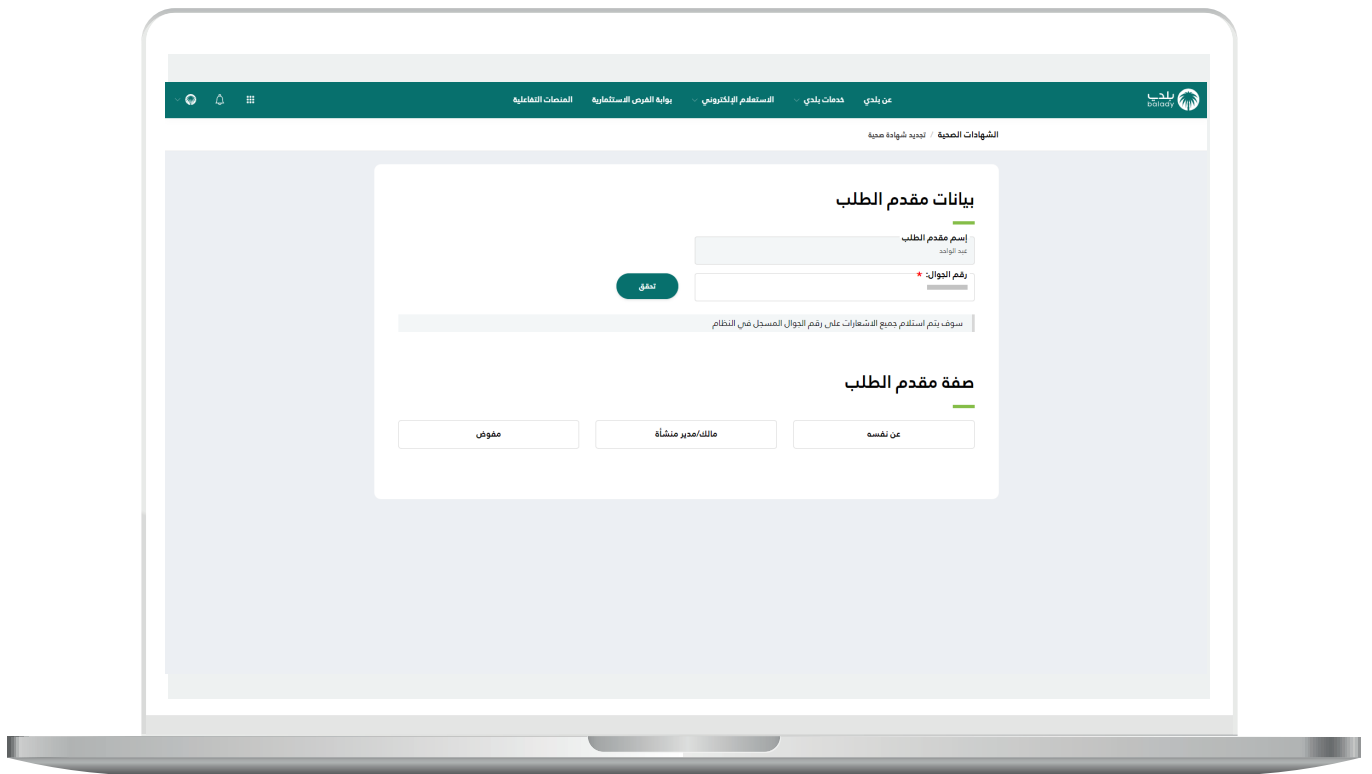 بلدي
balady
عن بلدي
خدمات بلدي
الاستعلام الإلكتروني
بوابة الفرص الاستثمارية
المنصات التفاعلية
الشهادات الصحية / تجديد شهادة صحية
بيانات مقدم الطلب
إسم مقدم الطلب
عبد الواحد
رقم الجوال: *
تحقق
سوف يتم استلام جميع الاشعارات على رقم الجوال المسجل في النظام
صفة مقدم الطلب
عن نفسه
مالك/مدير منشأة
مفوض